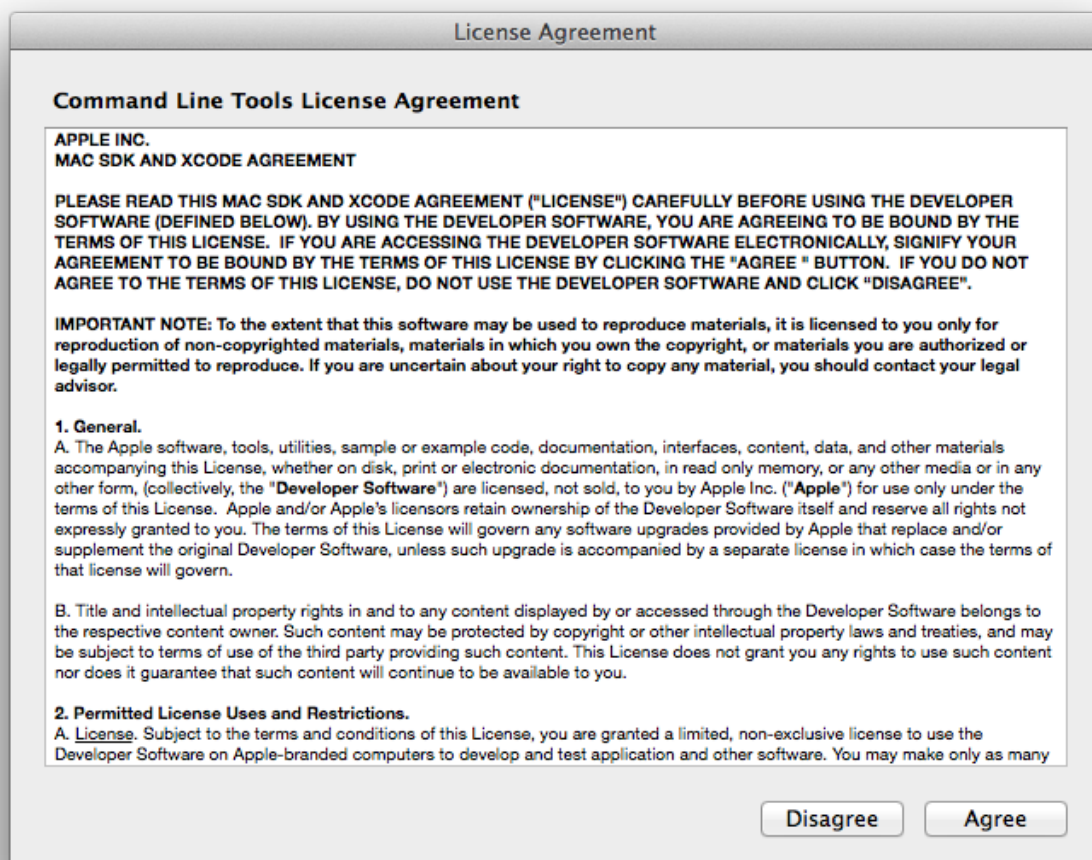 License Agreement
Command Line Tools License Agreement
APPLE INC.
MAC SDK AND XCODE AGREEMENT
PLEASE READ THIS MAC SDK AND XCODE AGREEMENT ("LICENSE") CAREFULLY BEFORE USING THE DEVELOPER
SOFTWARE (DEFINED BELOW). BY USING THE DEVELOPER SOFTWARE, YOU ARE AGREEING TO BE BOUND BY THE
TERMS OF THIS LICENSE.  IF YOU ARE ACCESSING THE DEVELOPER SOFTWARE ELECTRONICALLY, SIGNIFY YOUR
AGREEMENT TO BE BOUND BY THE TERMS OF THIS LICENSE BY CLICKING THE "AGREE " BUTTON.  IF YOU DO NOT
AGREE TO THE TERMS OF THIS LICENSE, DO NOT USE THE DEVELOPER SOFTWARE AND CLICK “DISAGREE”.
IMPORTANT NOTE: To the extent that this software may be used to reproduce materials, it is licensed to you only for
reproduction of non-copyrighted materials, materials in which you own the copyright, or materials you are authorized or
legally permitted to reproduce. If you are uncertain about your right to copy any material, you should contact your legal
advisor.
1. General.
A. The Apple software, tools, utilities, sample or example code, documentation, interfaces, content, data, and other materials
accompanying this License, whether on disk, print or electronic documentation, in read only memory, or any other media or in any
other form, (collectively, the "Developer Software") are licensed, not sold, to you by Apple Inc. ("Apple") for use only under the
terms of this License.  Apple and/or Apple's licensors retain ownership of the Developer Software itself and reserve all rights not
expressly granted to you. The terms of this License will govern any software upgrades provided by Apple that replace and/or
supplement the original Developer Software, unless such upgrade is accompanied by a separate license in which case the terms of
that license will govern.
B. Title and intellectual property rights in and to any content displayed by or accessed through the Developer Software belongs to
the respective content owner. Such content may be protected by copyright or other intellectual property laws and treaties, and may
be subject to terms of use of the third party providing such content. This License does not grant you any rights to use such content
nor does it guarantee that such content will continue to be available to you.
2. Permitted License Uses and Restrictions.
A. License. Subject to the terms and conditions of this License, you are granted a limited, non-exclusive license to use the
Developer Software on Apple-branded computers to develop and test application and other software. You may make only as many
Disagree
Agree